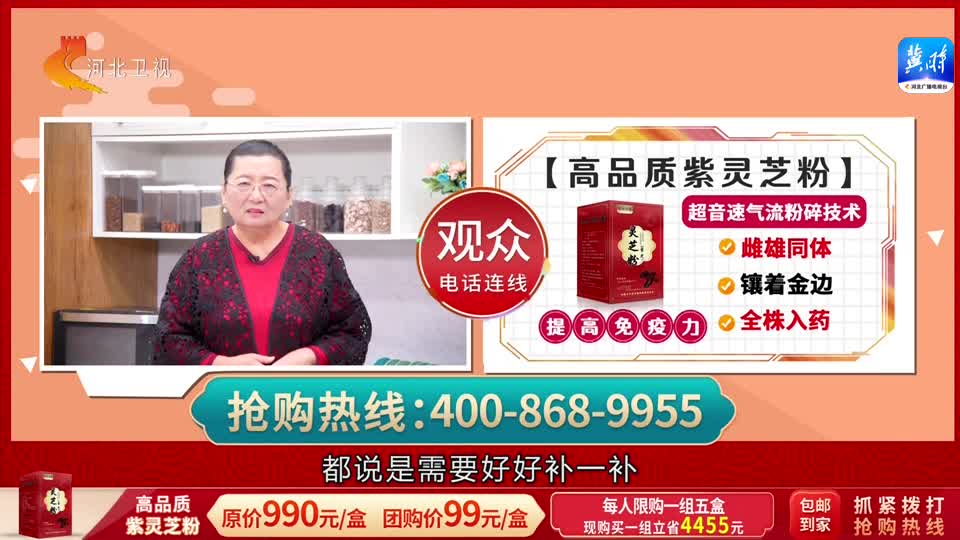 河北卫视
冀时
河北广播电视台
【高品质紫灵芝粉】
超音速气流粉碎技术
雌雄同体
镶着金边
全株入药
灵芝粉
提高免疫力
观众
电话连线
抢购热线:400-868-9955
都说是需要好好补一补
灵芝粉
高品质
紫灵芝粉
原价990元/盒 团购价99元/盒
每人限购一组五盒
现购买一组立省4455元
包邮
到家
抓紧拨打
抢购热线